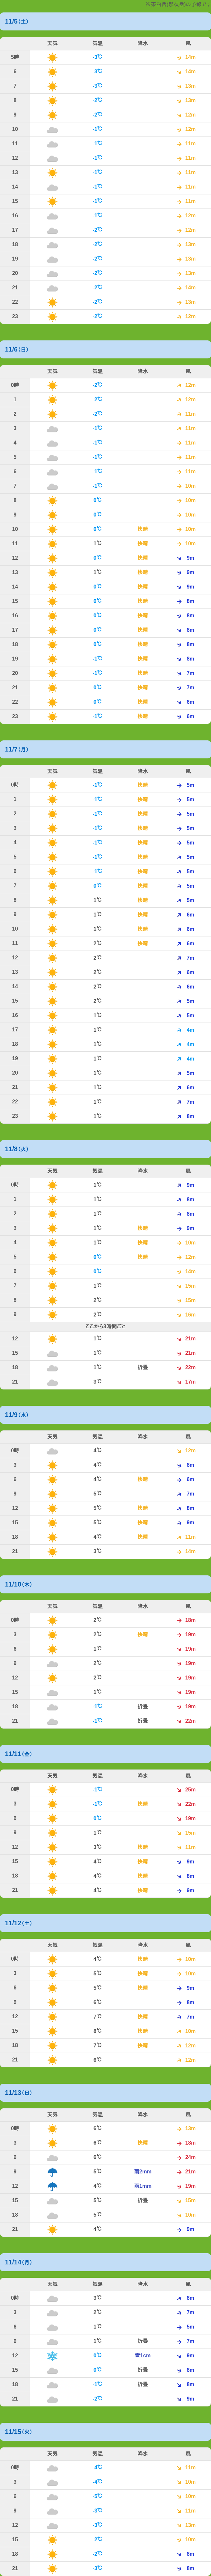 11/5(土)
天気 気温 降水 風
5時 -3℃ 14m
6 -3℃ 14m
7 -3℃ 13m
8 -2℃ 13m
9 -2℃ 12m
10 -1℃ 12m
11 -1℃ 11m
12 -1℃ 11m
13 -1℃ 11m
14 -1℃ 11m
15 -1℃ 11m
16 -1℃ 12m
17 -2℃ 12m
18 -2℃ 13m
19 -2℃ 13m
20 -2℃ 13m
21 -2℃ 14m
22 -2℃ 13m
23 -2℃ 12m
11/6(日)
天気 気温 降水 風
0時 -2℃ 12m
1 -2℃ 12m
2 -2℃ 11m
3 -1℃ 11m
4 -1℃ 11m
5 -1℃ 11m
6 -1℃ 11m
7 -1℃ 10m
8 0℃ 10m
9 0℃ 10m
10 0℃ 快晴 10m
11 1℃ 快晴 10m
12 0℃ 快晴 9m
13 1℃ 快晴 9m
14 0℃ 快晴 9m
15 0℃ 快晴 8m
16 0℃ 快晴 8m
17 0℃ 快晴 8m
18 0℃ 快晴 8m
19 -1℃ 快晴 8m
20 -1℃ 快晴 7m
21 0℃ 快晴 7m
22 0℃ 快晴 6m
23 -1℃ 快晴 6m
11/7(月)
天気 気温 降水 風
0時 -1℃ 快晴 5m
1 -1℃ 快晴 5m
2 -1℃ 快晴 5m
3 -1℃ 快晴 5m
4 -1℃ 快晴 5m
5 -1℃ 快晴 5m
6 -1℃ 快晴 5m
7 0℃ 快晴 5m
8 1℃ 快晴 5m
9 1℃ 快晴 6m
10 1℃ 快晴 6m
11 2℃ 快晴 6m
12 2℃ 7m
13 2℃ 6m
14 2℃ 6m
15 2℃ 5m
16 1℃ 5m
17 1℃ 4m
18 1℃ 4m
19 1℃ 4m
20 1℃ 5m
21 1℃ 6m
22 1℃ 7m
23 1℃ 8m
11/8(火)
天気 気温 降水 風
0時 1℃ 9m
1 1℃ 8m
2 1℃ 8m
3 1℃ 快晴 9m
4 1℃ 快晴 10m
5 0℃ 快晴 12m
6 0℃ 14m
7 1℃ 15m
8 2℃ 15m
9 2℃ 16m
ここから3時間ごと
12 1℃ 21m
15 1℃ 21m
18 1℃ 折畳 22m
21 3℃ 17m
11/9(水)
天気 気温 降水 風
0時 4℃ 12m
3 4℃ 8m
6 4℃ 快晴 6m
9 5℃ 7m
12 5℃ 快晴 8m
15 5℃ 快晴 9m
18 4℃ 快晴 11m
21 3℃ 14m
11/10(木)
天気 気温 降水 風
0時 2℃ 18m
3 2℃ 快晴 19m
6 1℃ 19m
9 2℃ 19m
12 2℃ 19m
15 1℃ 19m
18 -1℃ 折畳 19m
21 -1℃ 折畳 22m
11/11(金)
天気 気温 降水 風
0時 -1℃ 25m
3 -1℃ 快晴 22m
6 0℃ 19m
9 1℃ 15m
12 3℃ 快晴 11m
15 4℃ 快晴 9m
18 4℃ 快晴 8m
21 4℃ 快晴 9m
11/12(土)
天気 気温 降水 風
0時 4℃ 快晴 10m
3 5℃ 快晴 10m
6 5℃ 快晴 9m
9 6℃ 8m
12 7℃ 快晴 7m
15 8℃ 快晴 10m
18 7℃ 快晴 12m
21 6℃ 12m
11/13(日)
天気 気温 降水 風
0時 6℃ 13m
3 6℃ 快晴 18m
6 6℃ 24m
9 5℃ 雨2mm 21m
12 4℃ 雨1mm 19m
15 5℃ 折畳 15m
18 5℃ 10m
21 4℃ 9m
11/14(月)
天気 気温 降水 風
0時 3℃ 8m
3 2℃ 7m
6 1℃ 5m
9 1℃ 折畳 7m
12 0℃ 雪1cm 9m
15 0℃ 折畳 8m
18 -1℃ 折畳 8m
21 -2℃ 9m
11/15(火)
天気 気温 降水 風
0時 -4℃ 11m
3 -4℃ 10m
6 -5℃ 10m
9 -3℃ 11m
12 -3℃ 13m
15 -2℃ 10m
18 -2℃ 8m
21 -3℃ 8m